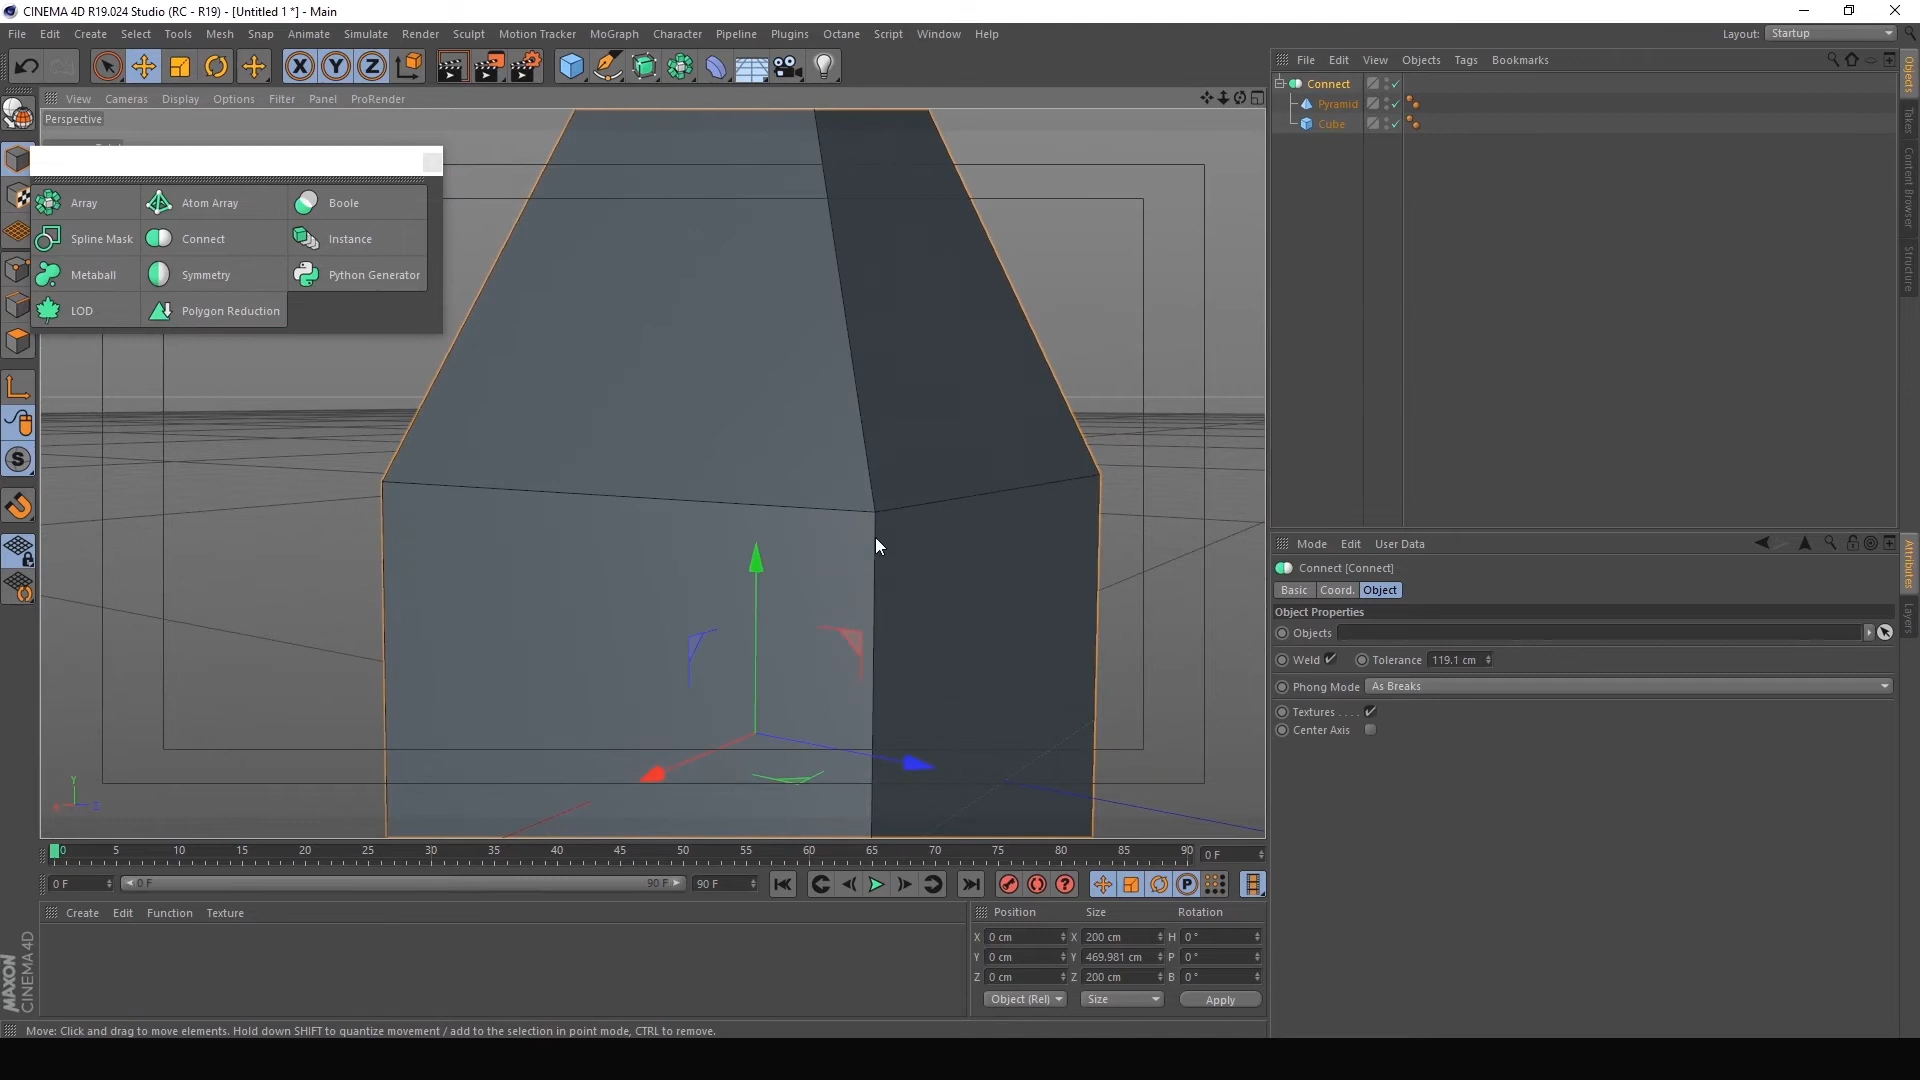 CINEMA 4D R19.024 Studio (RC - R19) - [Untitled 1 *] - Main
File Edit Create Select Tools Mesh Snap Animate Simulate Render Sculpt Motion Tracker MoGraph Character Pipeline Plugins Octane Script Window Help
Layout: Startup
X Y Z
View Cameras Display Options Filter Panel ProRender
Perspective
Array Atom Array Boole
Spline Mask Connect Instance
Metaball Symmetry Python Generator
LOD Polygon Reduction
S
Y
X Z
File Edit View Objects Tags Bookmarks
Connect
Pyramid
Cube
Objects
Takes
Content Browser
Structure
Mode Edit User Data
Connect [Connect]
Basic Coord. Object
Object Properties
Objects
Weld Tolerance 119.1 cm
Phong Mode As Breaks
Textures . . . .
Center Axis
Attributes
Layers
0 5 10 15 20 25 30 35 40 45 50 55 60 65 70 75 80 85 90 0 F
0 F 0 F 90 F 90 F
P
Create Edit Function Texture
Position Size Rotation
X 0 cm X 200 cm H 0 °
Y 0 cm Y 469.981 cm P 0 °
Z 0 cm Z 200 cm B 0 °
Object (Rel) Size Apply
MAXON
CINEMA 4D
Move: Click and drag to move elements. Hold down SHIFT to quantize movement / add to the selection in point mode, CTRL to remove.